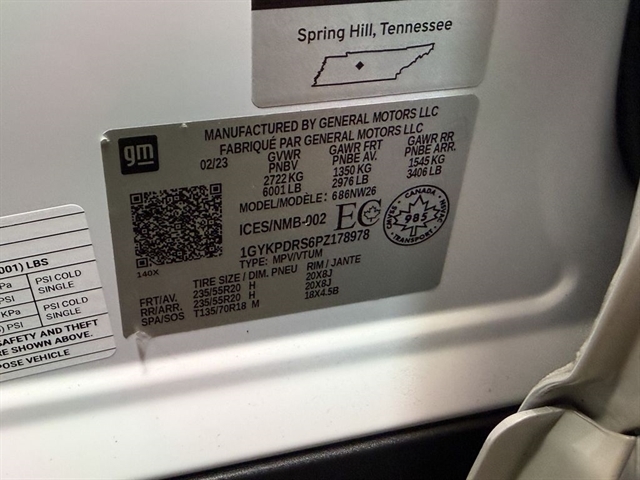 Spring Hill, Tennessee
gm
MANUFACTURED BY GENERAL MOTORS LLC
FABRIQUÉ PAR GENERAL MOTORS LLC
02/23 GVWR GAWR FRT GAWR RR
PNBV PNBE AV. PNBE ARR.
2722 KG 1350 KG 1545 KG
6001 LB 2976 LB 3406 LB
MODEL/MODÈLE: 686NW26
ICES/NMB-002 EC
CANADA
985
TRANSPORT
1GYKPDRS6PZ178978
140X
TYPE: MPV/VTUM
TIRE SIZE / DIM. PNEU RIM / JANTE
FRT/AV. 235/55R20 H 20X8J
RR/ARR. 235/55R20 H 20X8J
SPA/SOS T135/70R18 M 18X4.5B
001) LBS
PSI COLD
PSI SINGLE
KPa PSI COLD
PSI SINGLE
SAFETY AND THEFT
RE SHOWN ABOVE.
POSE VEHICLE